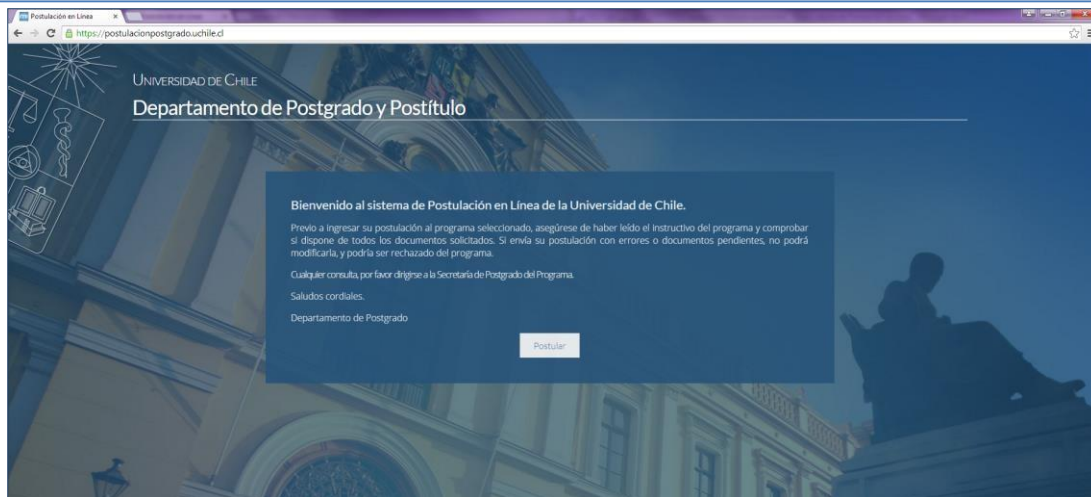 Postulación en Línea
https://postulacionpostgrado.uchile.cl
UNIVERSIDAD DE CHILE
Departamento de Postgrado y Postítulo
Bienvenido al sistema de Postulación en Línea de la Universidad de Chile.
Previo a ingresar su postulación al programa seleccionado, asegúrese de haber leído el instructivo del programa y comprobar
si dispone de todos los documentos solicitados. Si envía su postulación con errores o documentos pendientes, no podrá
modificarla, y podría ser rechazado del programa.
Cualquier consulta, por favor dirigirse a la Secretaría de Postgrado del Programa.
Saludos cordiales.
Departamento de Postgrado
Postular